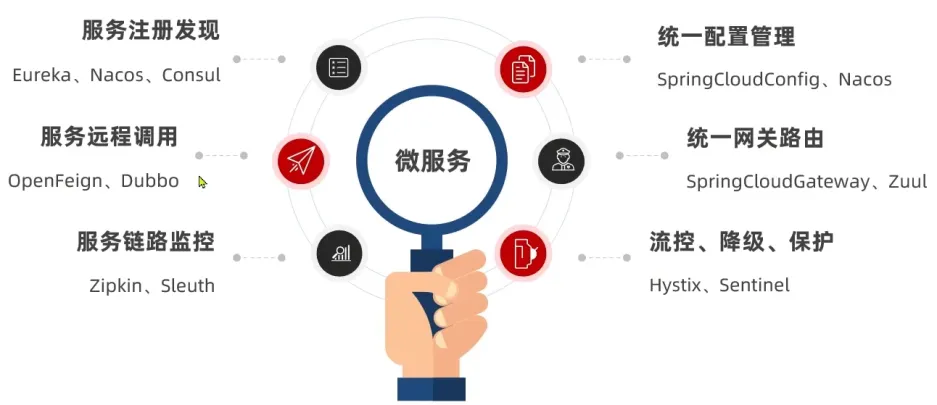 服务注册发现
Eureka、Nacos、Consul
服务远程调用
OpenFeign、Dubbo
服务链路监控
Zipkin、Sleuth
微服务
统一配置管理
SpringCloudConfig、Nacos
统一网关路由
SpringCloudGateway、Zuul
流控、降级、保护
Hystix、Sentinel